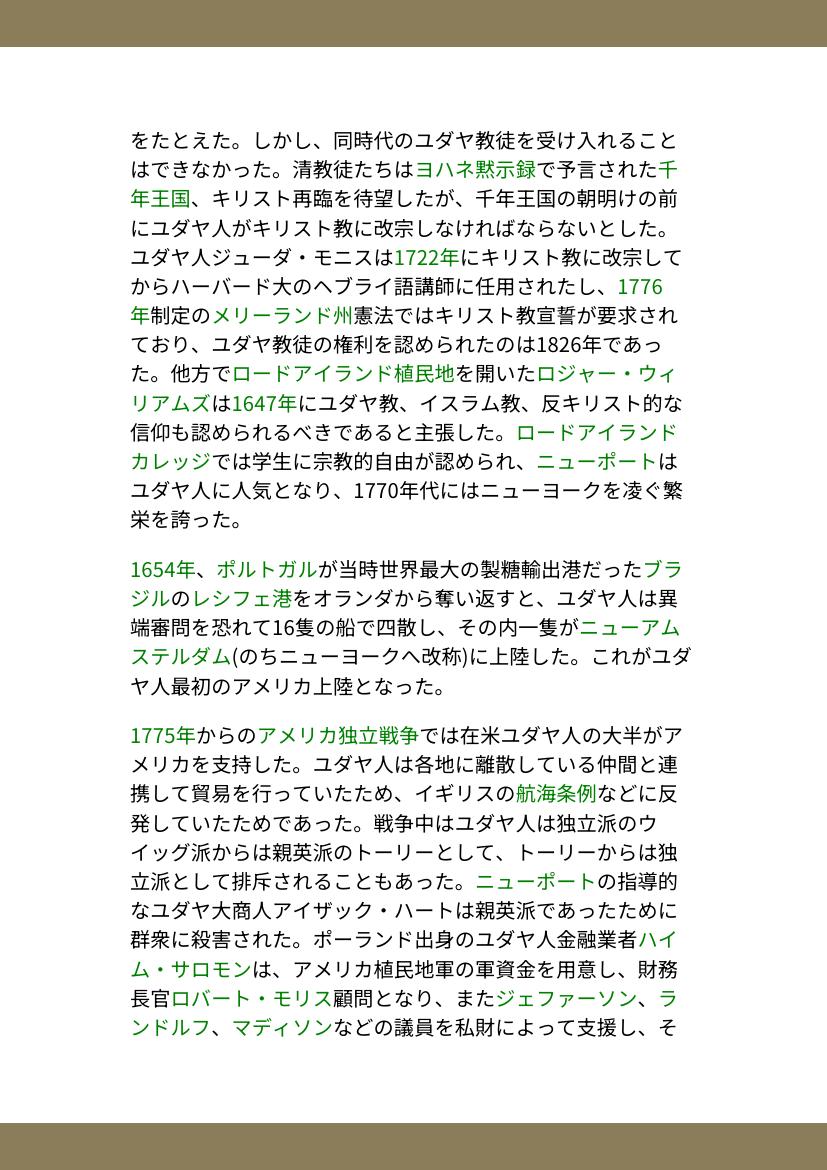 をたとえた。しかし、同時代のユダヤ教徒を受け入れること
はできなかった。清教徒たちはヨハネ黙示録で予言された千
年王国、キリスト再臨を待望したが、千年王国の朝明けの前
にユダヤ人がキリスト教に改宗しなければならないとした。
ユダヤ人ジューダ・モニスは1722年にキリスト教に改宗して
からハーバード大のヘブライ語講師に任用されたし、1776
年制定のメリーランド州憲法ではキリスト教宣誓が要求され
ており、ユダヤ教徒の権利を認められたのは1826年であっ
た。他方でロードアイランド植民地を開いたロジャー・ウィ
リアムズは1647年にユダヤ教、イスラム教、反キリスト的な
信仰も認められるべきであると主張した。ロードアイランド
カレッジでは学生に宗教的自由が認められ、ニューポートは
ユダヤ人に人気となり、1770年代にはニューヨークを凌ぐ繁
栄を誇った。
1654年、ポルトガルが当時世界最大の製糖輸出港だったブラ
ジルのレシフェ港をオランダから奪い返すと、ユダヤ人は異
端審問を恐れて16隻の船で四散し、その内一隻がニューアム
ステルダム(のちニューヨークへ改称)に上陸した。これがユダ
ヤ人最初のアメリカ上陸となった。
1775年からのアメリカ独立戦争では在米ユダヤ人の大半がア
メリカを支持した。ユダヤ人は各地に離散している仲間と連
携して貿易を行っていたため、イギリスの航海条例などに反
発していたためであった。戦争中はユダヤ人は独立派のウ
イッグ派からは親英派のトーリーとして、トーリーからは独
立派として排斥されることもあった。ニューポートの指導的
なユダヤ大商人アイザック・ハートは親英派であったために
群衆に殺害された。ポーランド出身のユダヤ人金融業者ハイ
ム・サロモンは、アメリカ植民地軍の軍資金を用意し、財務
長官ロバート・モリス顧問となり、またジェファーソン、ラ
ンドルフ、マディソンなどの議員を私財によって支援し、そ